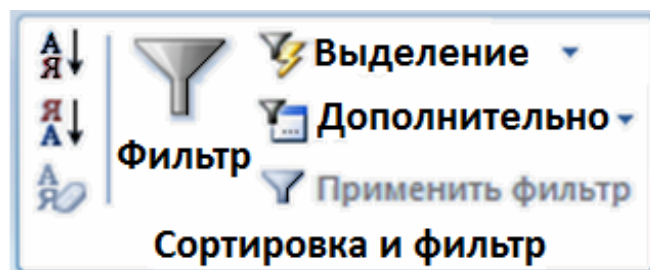 А
Я
Я
А
А
Я
Фильтр
Выделение
Дополнительно
Применить фильтр
Сортировка и фильтр